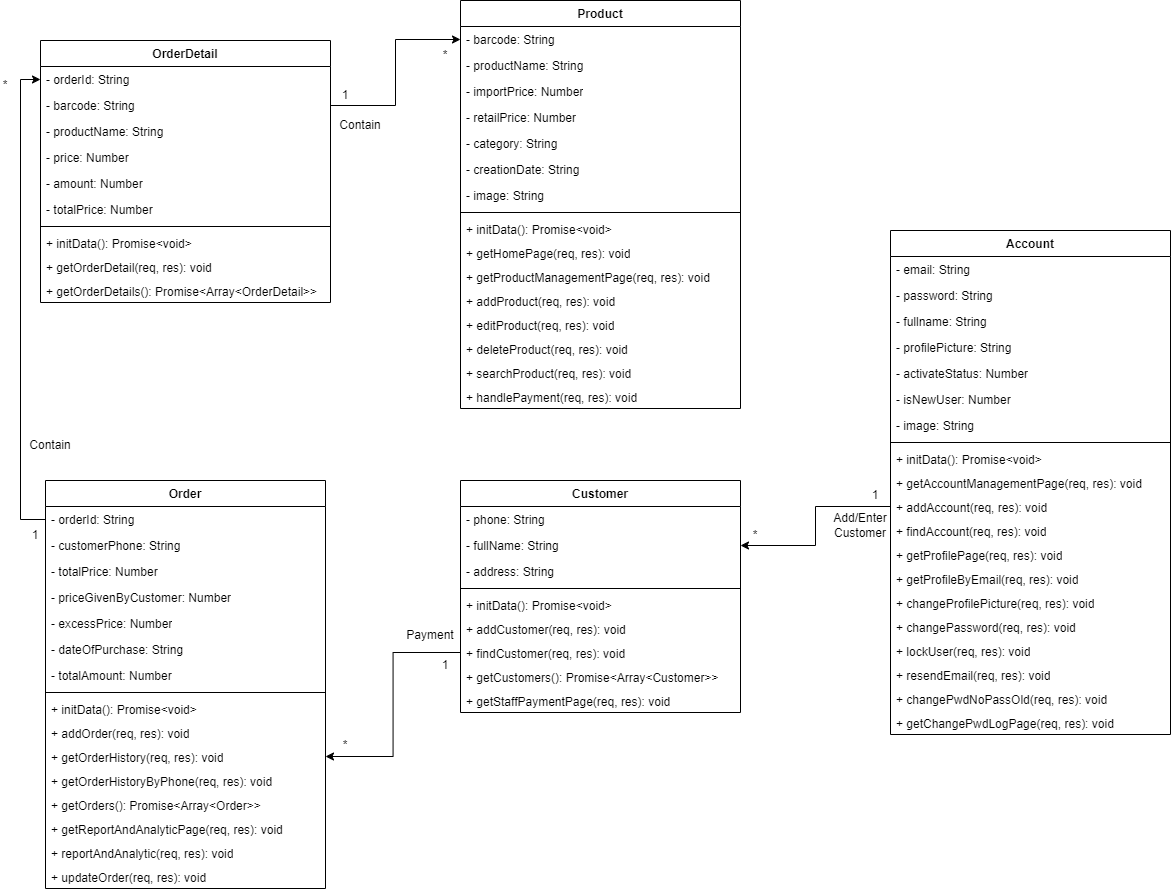 Product
- barcode: String
- productName: String
- importPrice: Number
- retailPrice: Number
- category: String
- creationDate: String
- image: String
+ initData(): Promise<void>
+ getHomePage(req, res): void
+ getProductManagementPage(req, res): void
+ addProduct(req, res): void
+ editProduct(req, res): void
+ deleteProduct(req, res): void
+ searchProduct(req, res): void
+ handlePayment(req, res): void
OrderDetail
- orderId: String
- barcode: String
- productName: String
- price: Number
- amount: Number
- totalPrice: Number
+ initData(): Promise<void>
+ getOrderDetail(req, res): void
+ getOrderDetails(): Promise<Array<OrderDetail>>
*
1
Contain
*
Account
- email: String
- password: String
- fullname: String
- profilePicture: String
- activateStatus: Number
- isNewUser: Number
- image: String
+ initData(): Promise<void>
+ getAccountManagementPage(req, res): void
+ addAccount(req, res): void
+ findAccount(req, res): void
+ getProfilePage(req, res): void
+ getProfileByEmail(req, res): void
+ changeProfilePicture(req, res): void
+ changePassword(req, res): void
+ lockUser(req, res): void
+ resendEmail(req, res): void
+ changePwdNoPassOld(req, res): void
+ getChangePwdLogPage(req, res): void
Contain
1
Order
- orderId: String
- customerPhone: String
- totalPrice: Number
- priceGivenByCustomer: Number
- excessPrice: Number
- dateOfPurchase: String
- totalAmount: Number
+ initData(): Promise<void>
+ addOrder(req, res): void
+ getOrderHistory(req, res): void
+ getOrderHistoryByPhone(req, res): void
+ getOrders(): Promise<Array<Order>>
+ getReportAndAnalyticPage(req, res): void
+ reportAndAnalytic(req, res): void
+ updateOrder(req, res): void
Customer
- phone: String
- fullName: String
- address: String
+ initData(): Promise<void>
+ addCustomer(req, res): void
+ findCustomer(req, res): void
+ getCustomers(): Promise<Array<Customer>>
+ getStaffPaymentPage(req, res): void
1
Add/Enter
Customer
*
Payment
1
*